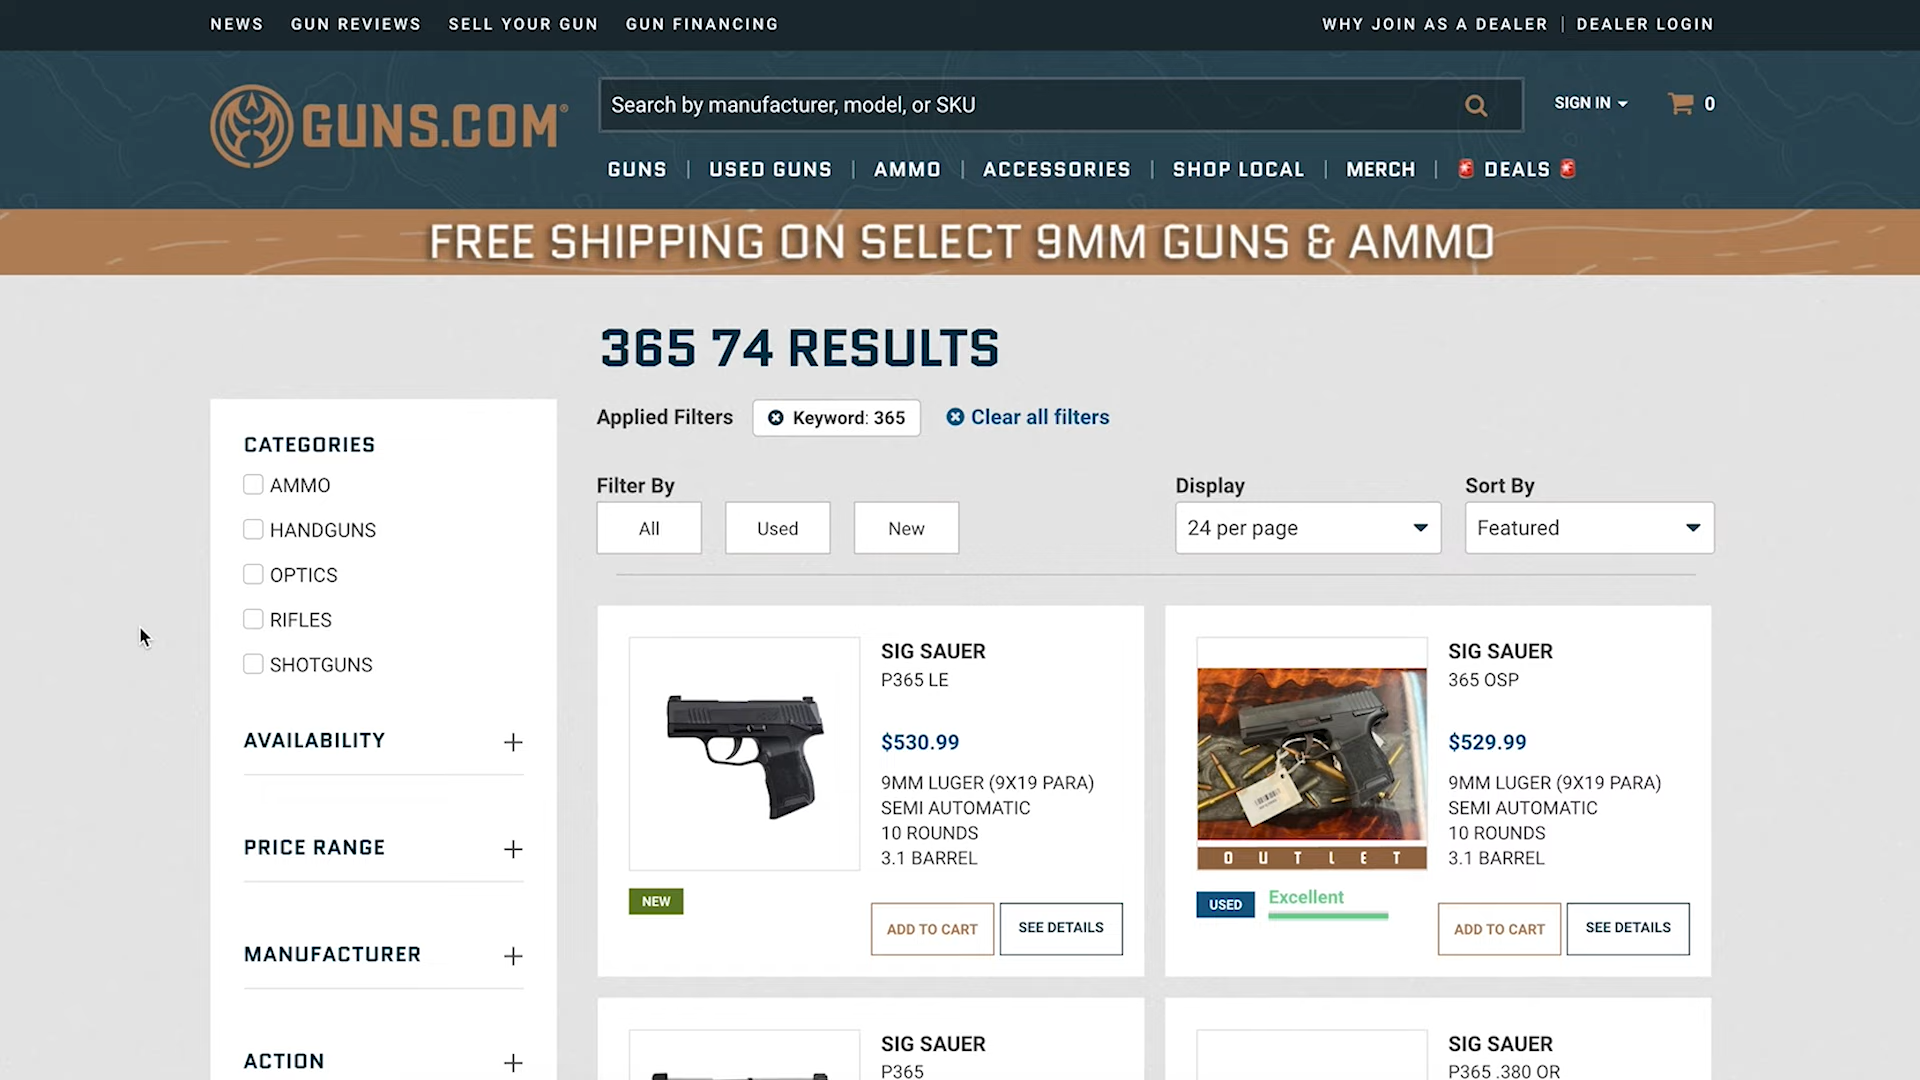 NEWS
GUN REVIEWS
SELL YOUR GUN
GUN FINANCING
WHY JOIN AS A DEALER | DEALER LOGIN
GUNS.COM®
Search by manufacturer, model, or SKU
SIGN IN
0
GUNS | USED GUNS | AMMO | ACCESSORIES | SHOP LOCAL | MERCH | 🚨 DEALS 🚨
FREE SHIPPING ON SELECT 9MM GUNS & AMMO
365 74 RESULTS
Applied Filters
Keyword: 365
Clear all filters
CATEGORIES
AMMO
HANDGUNS
OPTICS
RIFLES
SHOTGUNS
AVAILABILITY
PRICE RANGE
MANUFACTURER
ACTION
Filter By
All
Used
New
Display
24 per page
Sort By
Featured
SIG SAUER
P365 LE
$530.99
9MM LUGER (9X19 PARA)
SEMI AUTOMATIC
10 ROUNDS
3.1 BARREL
NEW
ADD TO CART
SEE DETAILS
SIG SAUER
365 OSP
$529.99
9MM LUGER (9X19 PARA)
SEMI AUTOMATIC
10 ROUNDS
3.1 BARREL
OUTLET
USED
Excellent
ADD TO CART
SEE DETAILS
SIG SAUER
P365
SIG SAUER
P365 .380 OR